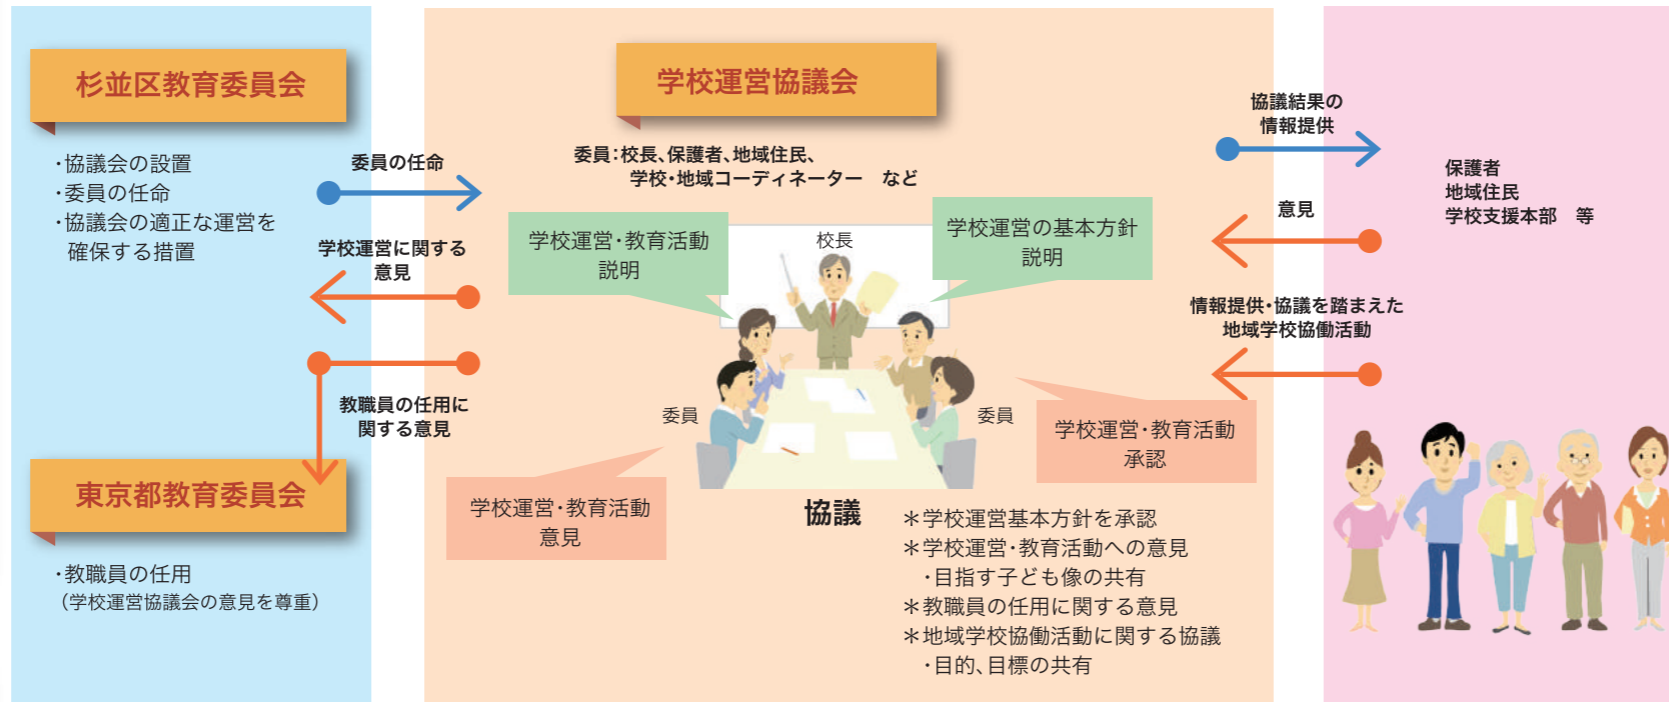 杉並区教育委員会
・協議会の設置
・委員の任命
・協議会の適正な運営を
確保する措置
委員の任命
学校運営に関する
意見
教職員の任用に
関する意見
東京都教育委員会
・教職員の任用
（学校運営協議会の意見を尊重）
学校運営協議会
委員：校長、保護者、地域住民、
学校・地域コーディネーター　など
学校運営・教育活動
説明
校長
学校運営の基本方針
説明
委員
委員
学校運営・教育活動
意見
学校運営・教育活動
承認
協議
＊学校運営基本方針を承認
＊学校運営・教育活動への意見
・目指す子ども像の共有
＊教職員の任用に関する意見
＊地域学校協働活動に関する協議
・目的、目標の共有
協議結果の
情報提供
意見
情報提供・協議を踏まえた
地域学校協働活動
保護者
地域住民
学校支援本部　等